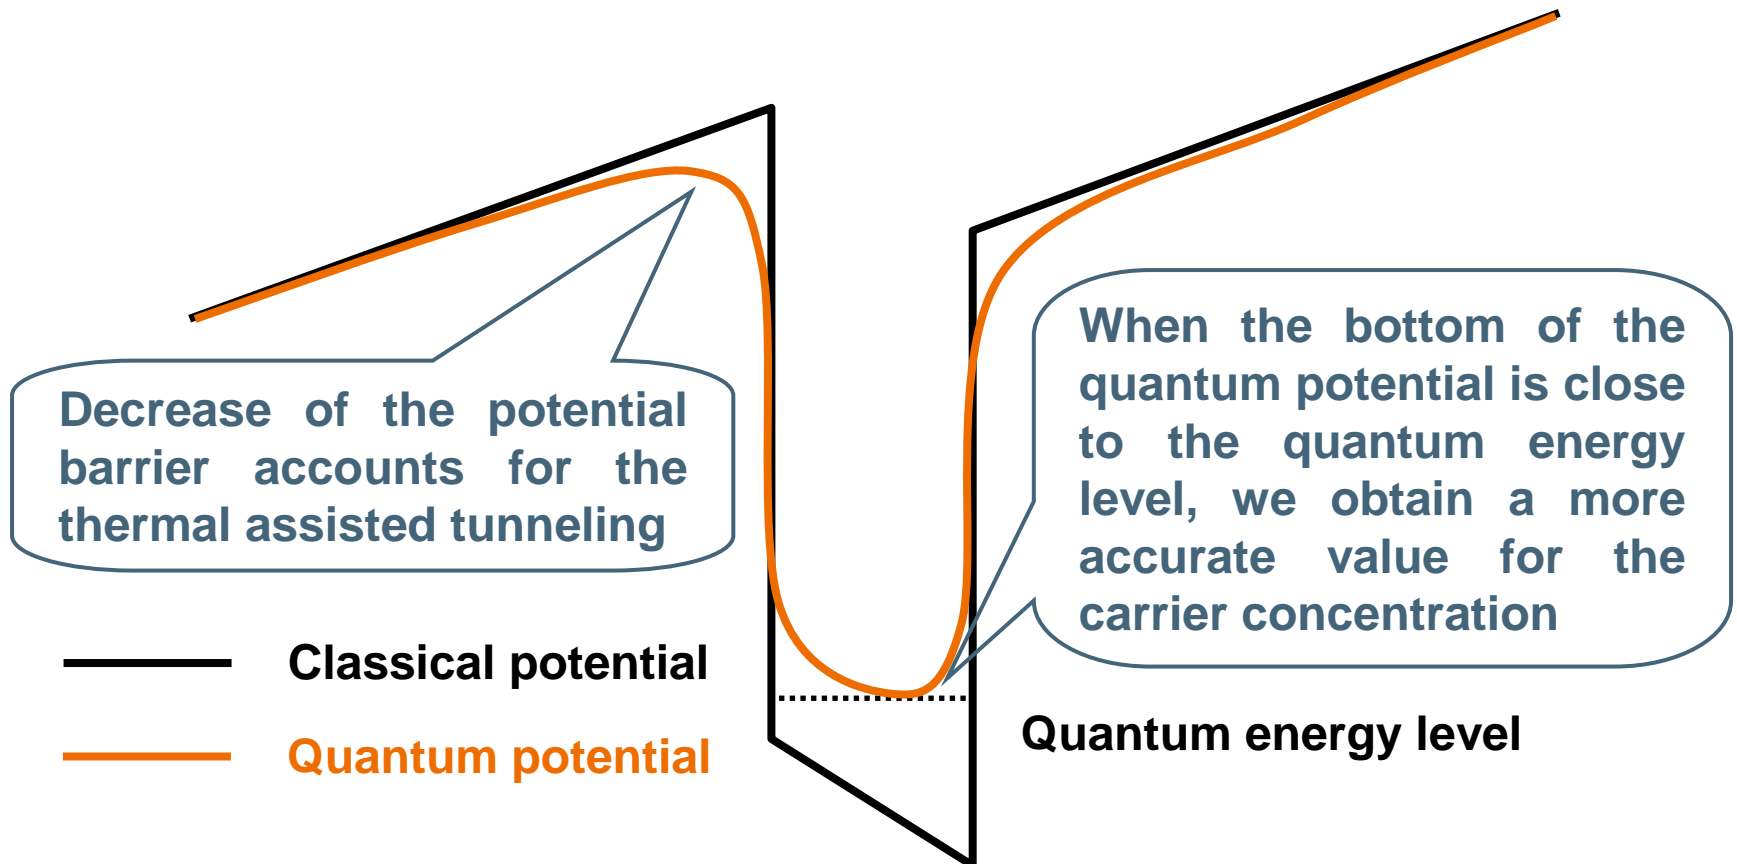 Decrease of the potential
barrier accounts for the
thermal assisted tunneling
When the bottom of the
quantum potential is close
to the quantum energy
level, we obtain a more
accurate value for the
carrier concentration
Classical potential
Quantum potential
Quantum energy level